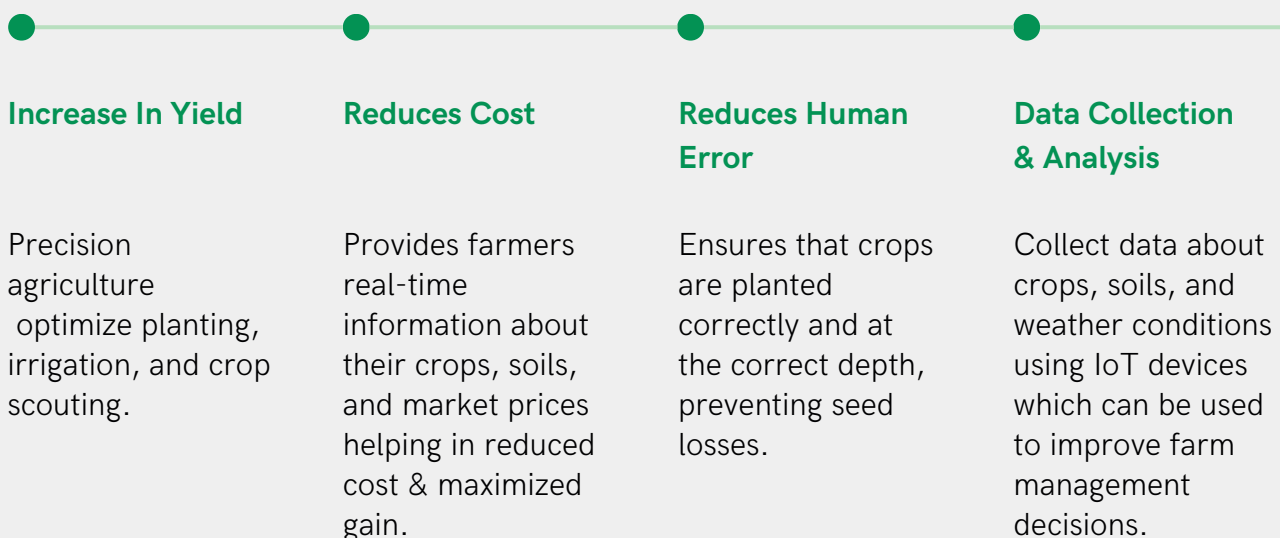 Increase In Yield
Precision
agriculture
optimize planting,
irrigation, and crop
scouting.
Reduces Cost
Provides farmers
real-time
information about
their crops, soils,
and market prices
helping in reduced
cost & maximized
gain.
Reduces Human
Error
Ensures that crops
are planted
correctly and at
the correct depth,
preventing seed
losses.
Data Collection
& Analysis
Collect data about
crops, soils, and
weather conditions
using IoT devices
which can be used
to improve farm
management
decisions.